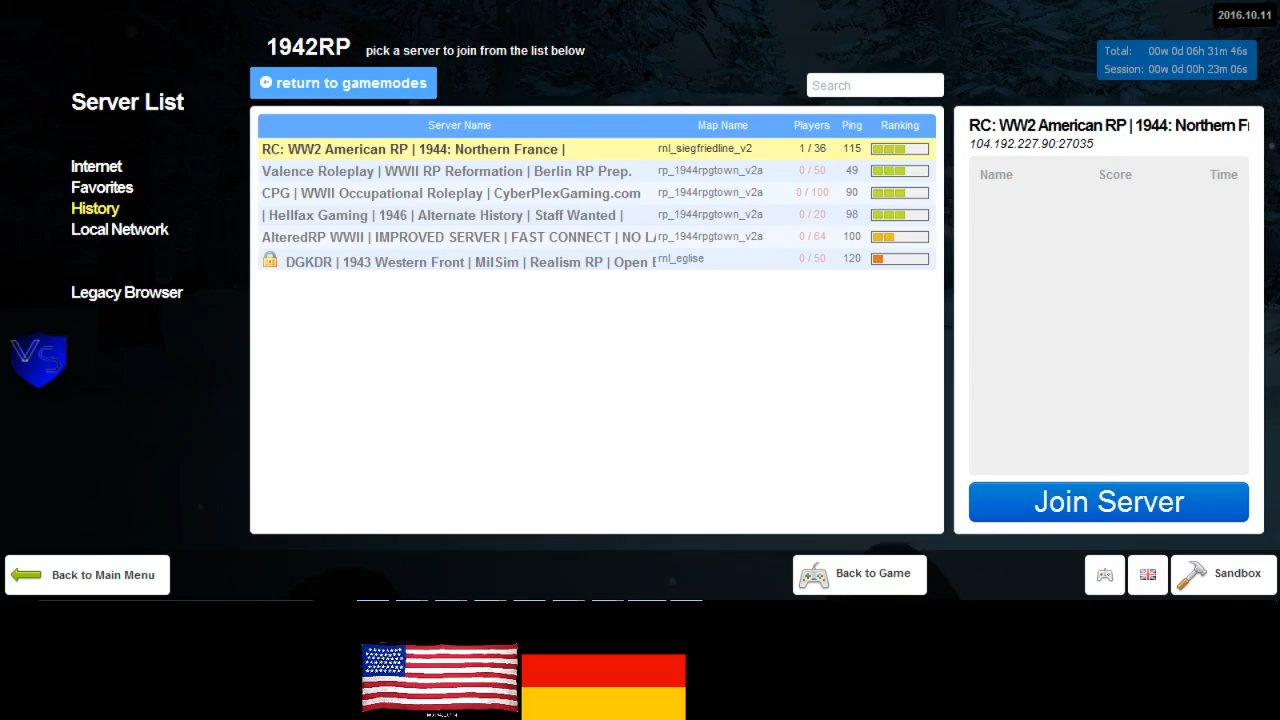 2016.10.11
1942RP pick a server to join from the list below
Total: 00w 0d 06h 31m 46s
Session: 00w 0d 00h 23m 06s
return to gamemodes
Search
Server List
Internet
Favorites
History
Local Network
Legacy Browser
VS
Server Name Map Name Players Ping Ranking
RC: WW2 American RP | 1944: Northern France | rnl_siegfriedline_v2 1 / 36 115
Valence Roleplay | WWII RP Reformation | Berlin RP Prep. rp_1944rpgtown_v2a 0 / 50 49
CPG | WWII Occupational Roleplay | CyberPlexGaming.com rp_1944rpgtown_v2a 0 / 100 90
| Hellfax Gaming | 1946 | Alternate History | Staff Wanted | rp_1944rpgtown_v2a 0 / 20 98
AlteredRP WWII | IMPROVED SERVER | FAST CONNECT | NO LA rp_1944rpgtown_v2a 0 / 64 100
DGKDR | 1943 Western Front | MilSim | Realism RP | Open E rnl_eglise 0 / 50 120
RC: WW2 American RP | 1944: Northern Fr
104.192.227.90:27035
Name Score Time
Join Server
Back to Main Menu
Back to Game
Sandbox